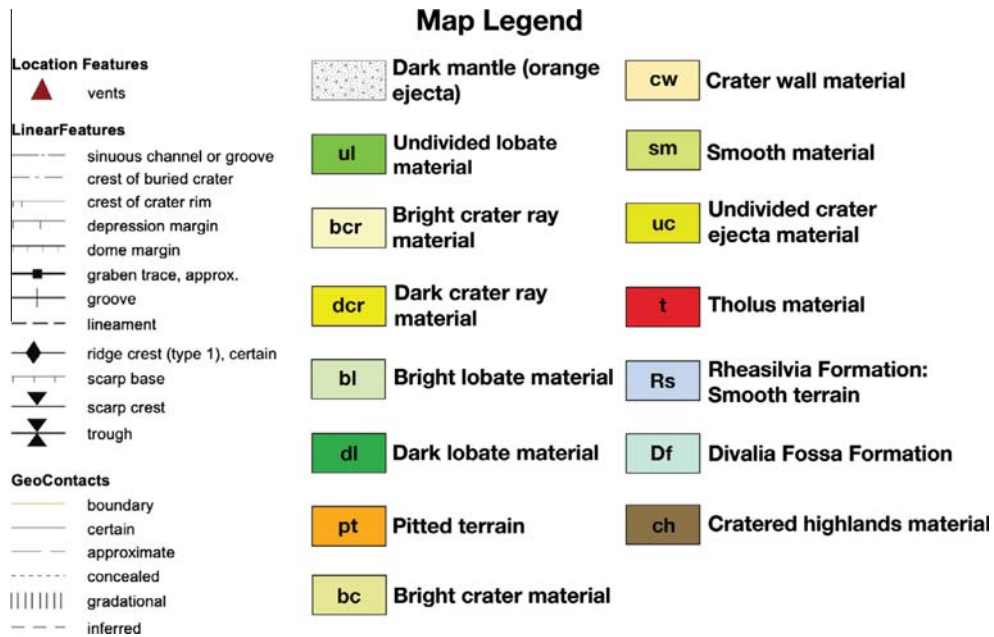 Map Legend
Location Features
vents
LinearFeatures
sinuous channel or groove
crest of buried crater
crest of crater rim
depression margin
dome margin
graben trace, approx.
groove
lineament
ridge crest (type 1), certain
scarp base
scarp crest
trough
GeoContacts
boundary
certain
approximate
concealed
gradational
inferred
Dark mantle (orange
ejecta)
ul Undivided lobate
material
bcr Bright crater ray
material
dcr Dark crater ray
material
bl Bright lobate material
dl Dark lobate material
pt Pitted terrain
bc Bright crater material
cw Crater wall material
sm Smooth material
uc Undivided crater
ejecta material
t Tholus material
Rs Rheasilvia Formation:
Smooth terrain
Df Divalia Fossa Formation
ch Cratered highlands material